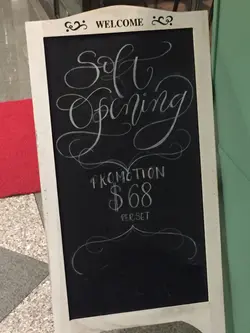 WELCOME
Soft
Opening
PROMOTION
$68
PER SET